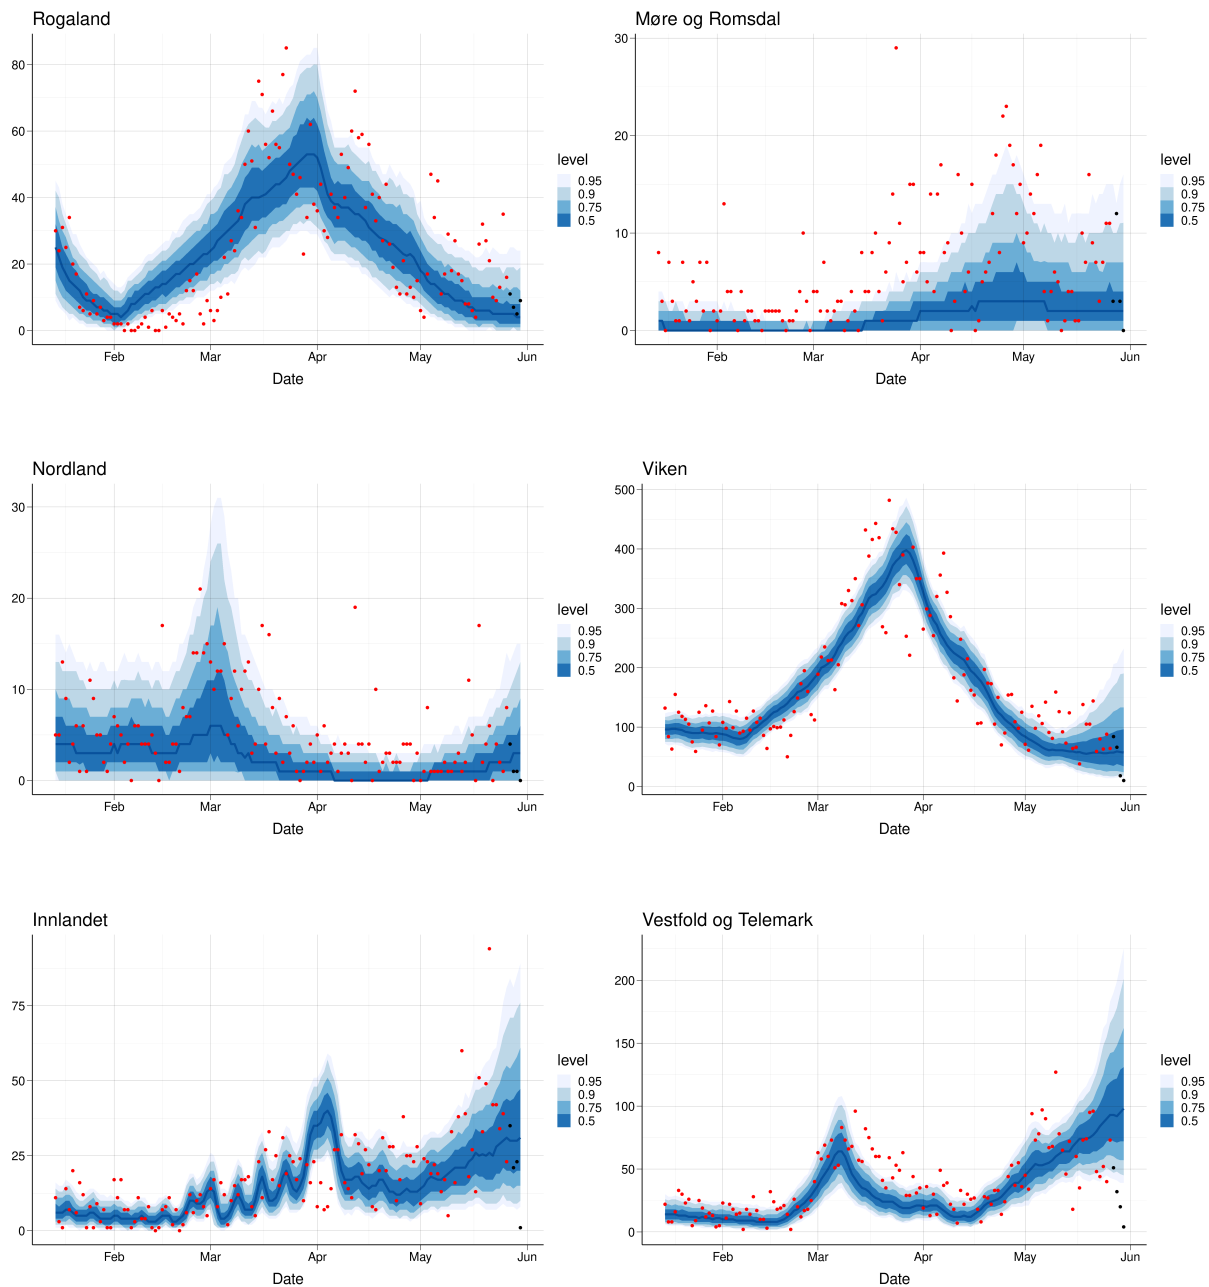 Rogaland
80
60
40
20
0
Feb
Mar
Apr
May
Jun
Date
level
0.95
0.9
0.75
0.5
Møre og Romsdal
30
20
10
0
Feb
Mar
Apr
May
Jun
Date
level
0.95
0.9
0.75
0.5
Nordland
30
20
10
0
Feb
Mar
Apr
May
Jun
Date
level
0.95
0.9
0.75
0.5
Viken
500
400
300
200
100
0
Feb
Mar
Apr
May
Jun
Date
level
0.95
0.9
0.75
0.5
Innlandet
75
50
25
0
Feb
Mar
Apr
May
Jun
Date
level
0.95
0.9
0.75
0.5
Vestfold og Telemark
200
150
100
50
0
Feb
Mar
Apr
May
Jun
Date
level
0.95
0.9
0.75
0.5